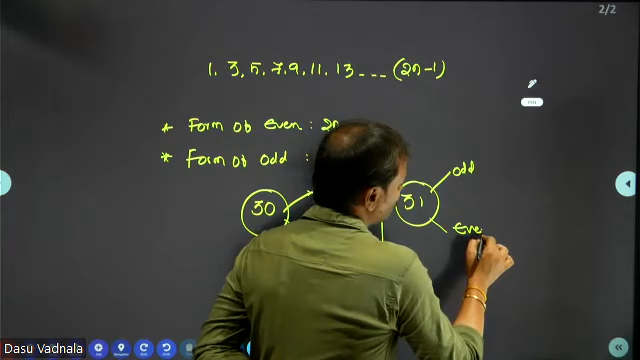 2/2
1, 3, 5, 7, 9, 11, 13 --- (2n-1)
* Form of Even : 2n
* Form of Odd :
odd
30 31
Eve
Dasu Vadnala